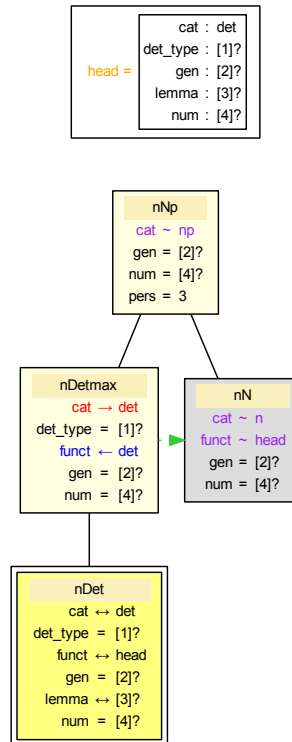 cat : det
det_type : [1]?
head = gen : [2]?
lemma : [3]?
num : [4]?
nNp
cat ~ np
gen = [2]?
num = [4]?
pers = 3
nDetmax
cat → det
det_type = [1]?
funct ← det
gen = [2]?
num = [4]?
nN
cat ~ n
funct ~ head
gen = [2]?
num = [4]?
nDet
cat ↔ det
det_type = [1]?
funct ↔ head
gen = [2]?
lemma ↔ [3]?
num = [4]?